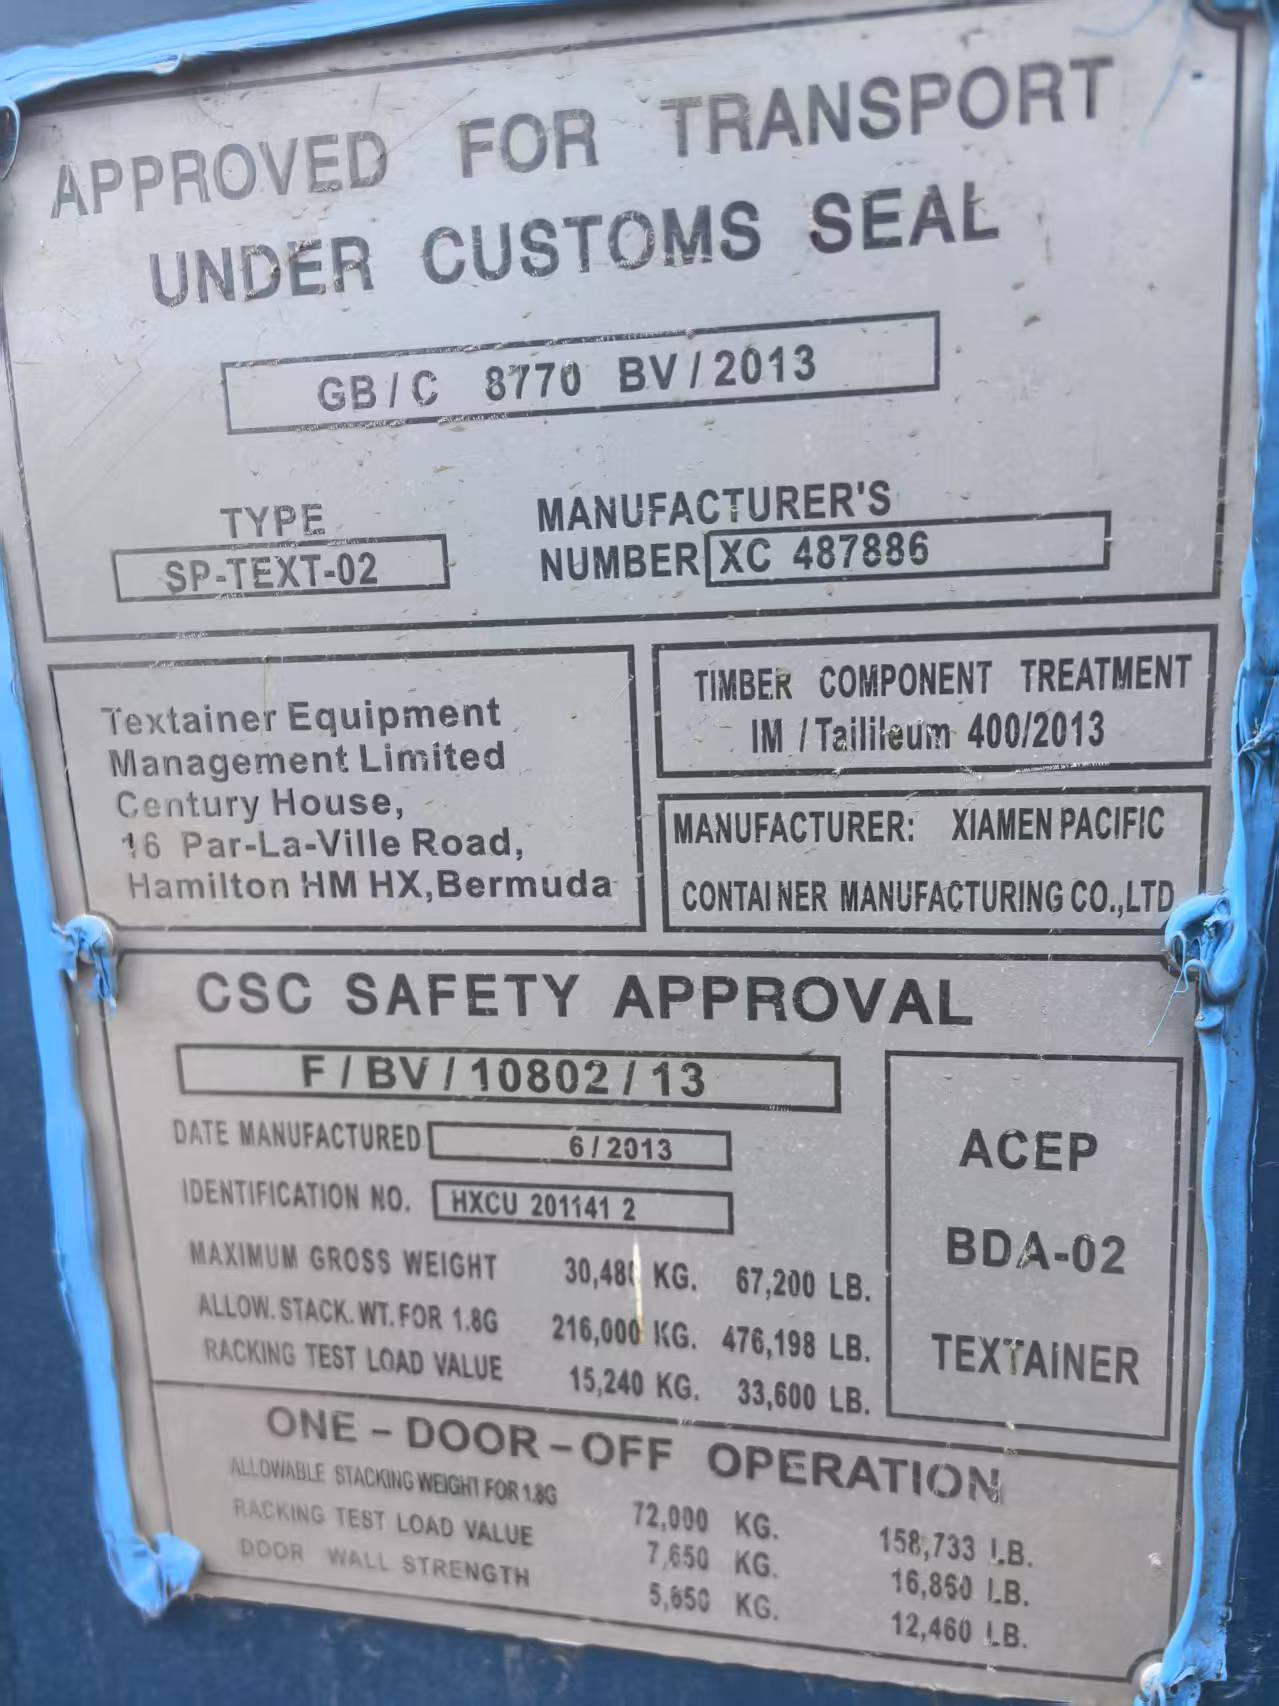 APPROVED FOR TRANSPORT
UNDER CUSTOMS SEAL
GB/C 8770 BV/2013
TYPE
SP-TEXT-02
MANUFACTURER'S
NUMBER XC 487886
Textainer Equipment
Management Limited
Century House,
16 Par-La-Ville Road,
Hamilton HM HX, Bermuda
TIMBER COMPONENT TREATMENT
IM / Taillileum 400/2013
MANUFACTURER: XIAMEN PACIFIC
CONTAINER MANUFACTURING CO.,LTD
CSC SAFETY APPROVAL
F/BV/10802/13
DATE MANUFACTURED 6/2013
IDENTIFICATION NO. HXCU 201141 2
MAXIMUM GROSS WEIGHT 30,480 KG. 67,200 LB.
ALLOW. STACK. WT. FOR 1.8G 216,000 KG. 476,198 LB.
RACKING TEST LOAD VALUE 15,240 KG. 33,600 LB.
ACEP
BDA-02
TEXTAINER
ONE-DOOR-OFF OPERATION
ALLOWABLE STACKING WEIGHT FOR 1.8G 72,000 KG. 158,733 LB.
RACKING TEST LOAD VALUE 7,650 KG. 16,860 LB.
DOOR WALL STRENGTH 5,650 KG. 12,460 LB.